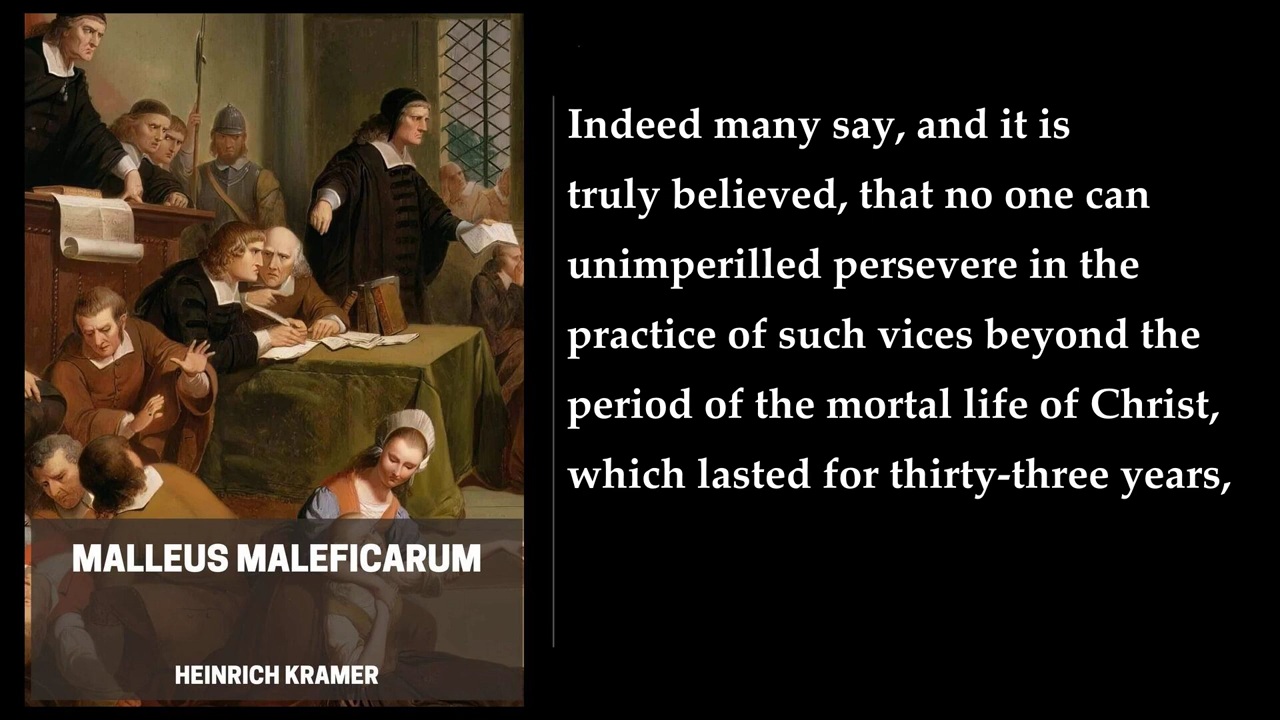 MALLEUS MALEFICARUM
HEINRICH KRAMER
Indeed many say, and it is
truly believed, that no one can
unimperilled persevere in the
practice of such vices beyond the
period of the mortal life of Christ,
which lasted for thirty-three years,